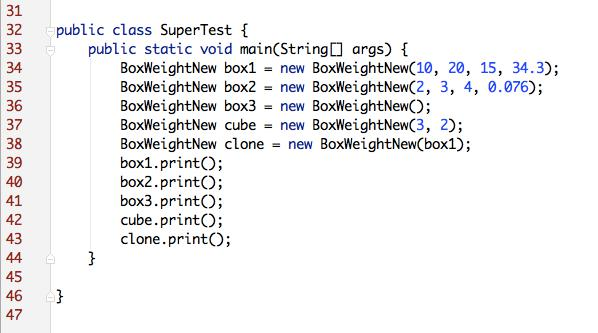 31
32 public class SuperTest {
33     public static void main(String[] args) {
34         BoxWeightNew box1 = new BoxWeightNew(10, 20, 15, 34.3);
35         BoxWeightNew box2 = new BoxWeightNew(2, 3, 4, 0.076);
36         BoxWeightNew box3 = new BoxWeightNew();
37         BoxWeightNew cube = new BoxWeightNew(3, 2);
38         BoxWeightNew clone = new BoxWeightNew(box1);
39         box1.print();
40         box2.print();
41         box3.print();
42         cube.print();
43         clone.print();
44     }
45
46 }
47